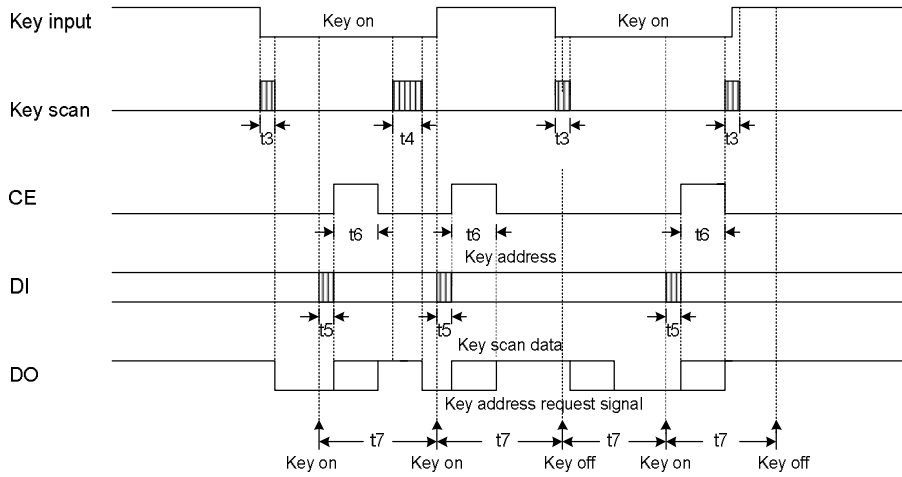 Key input
Key on
Key on
Key scan
t3
t4
t3
t3
CE
t6
t6
t6
Key address
DI
t5
t5
t5
Key scan data
DO
Key address request signal
t7
t7
t7
t7
Key on
Key on
Key off
Key on
Key off